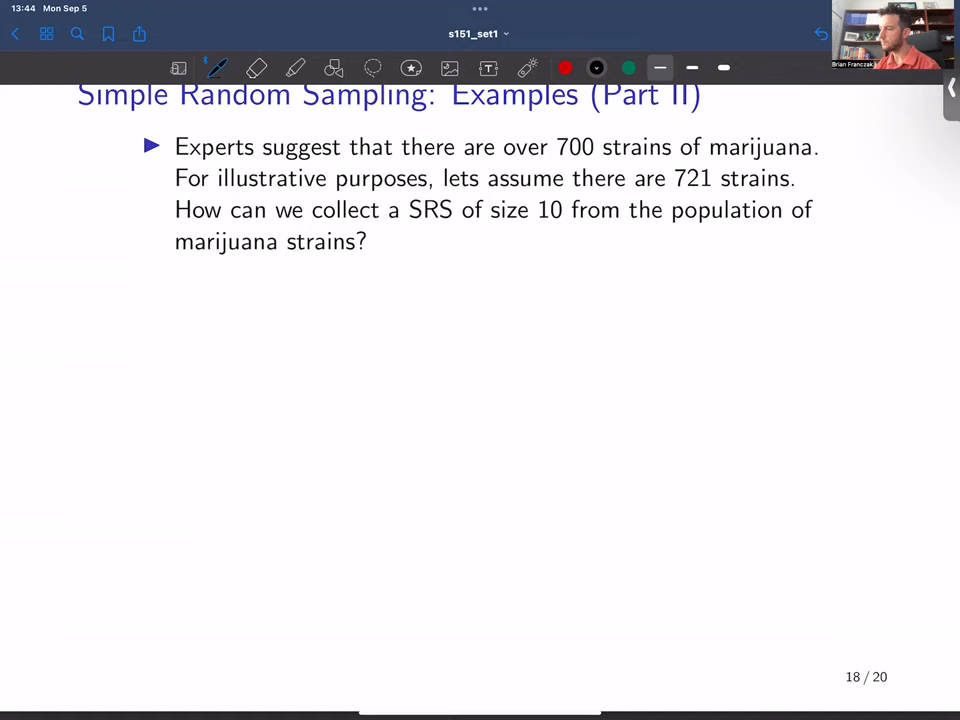 13:44 Mon Sep 5
s151_set1
Brian Franczak
Simple Random Sampling: Examples (Part II)
Experts suggest that there are over 700 strains of marijuana.
For illustrative purposes, lets assume there are 721 strains.
How can we collect a SRS of size 10 from the population of
marijuana strains?
18 / 20